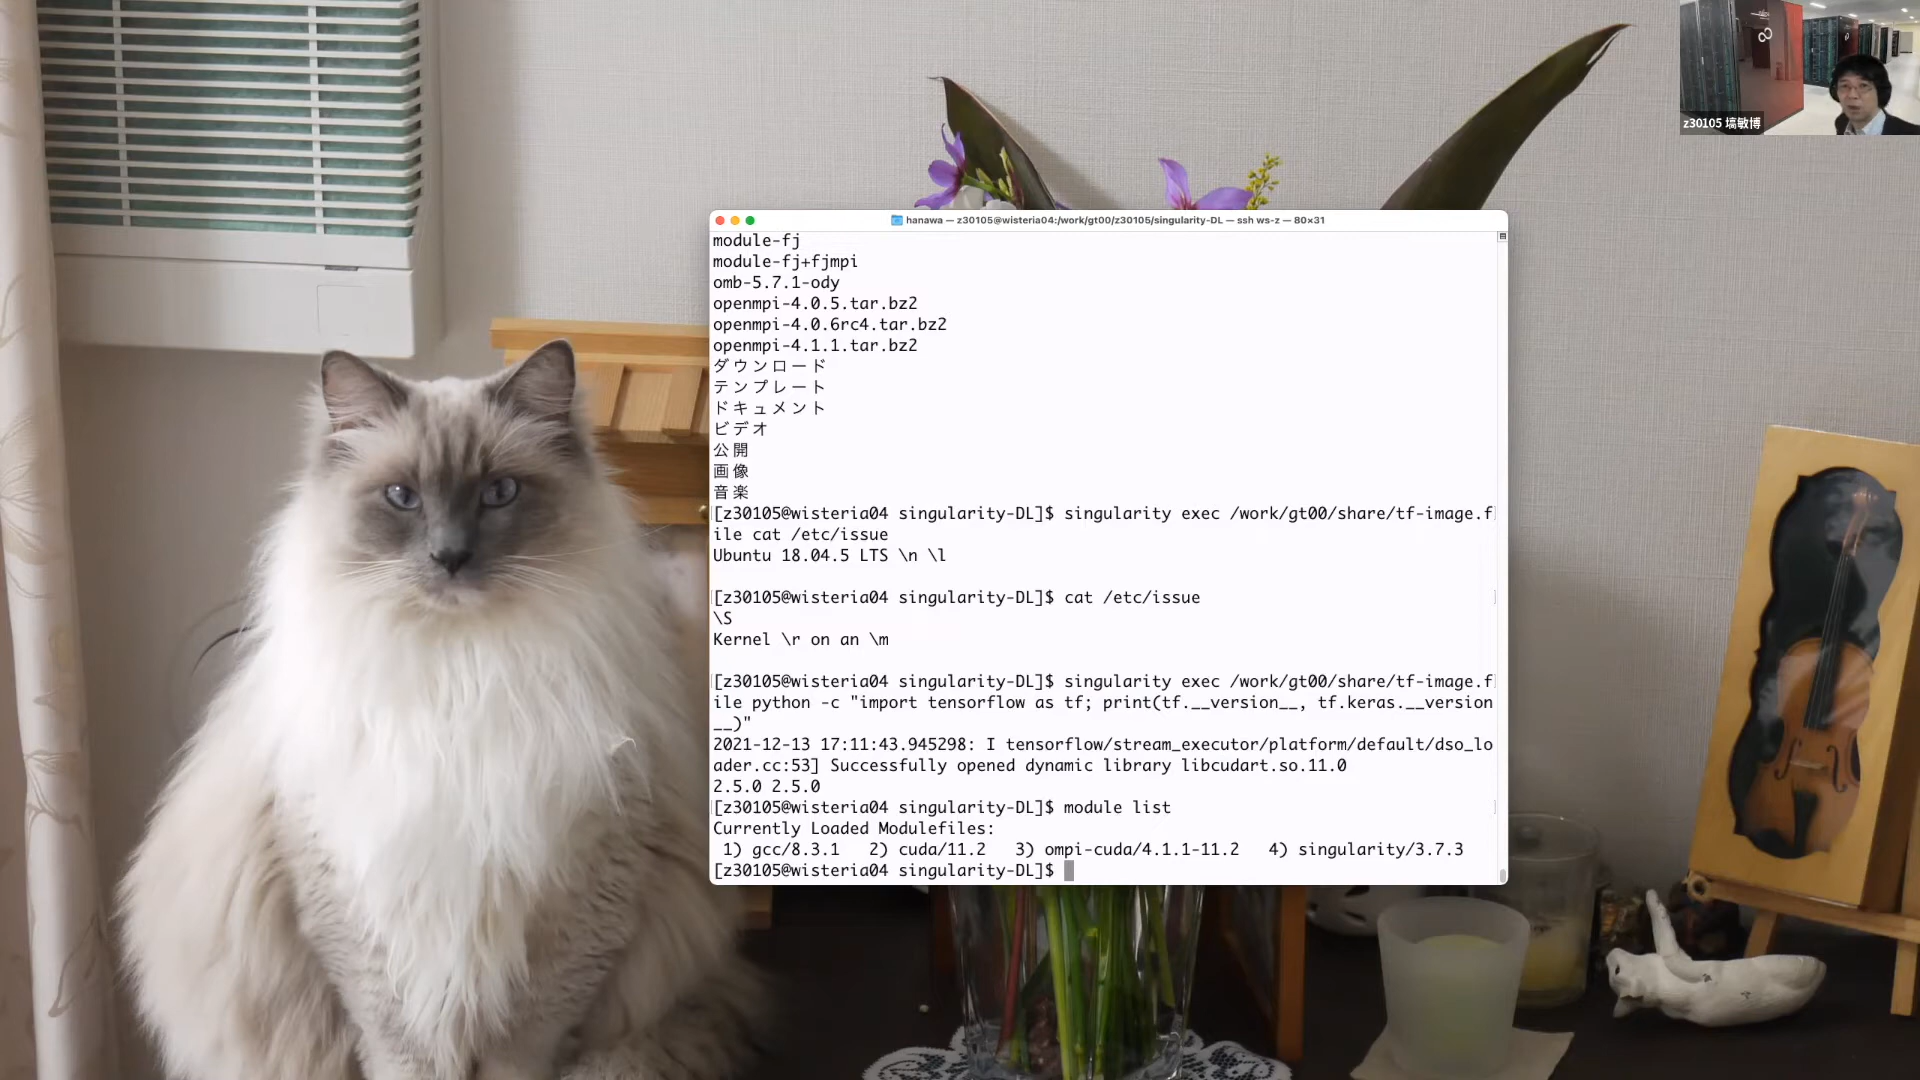 z30105 塙敏博
hanawa — z30105@wisteria04:/work/gt00/z30105/singularity-DL — ssh ws-z — 80×31
module-fj
module-fj+fjmpi
omb-5.7.1-ody
openmpi-4.0.5.tar.bz2
openmpi-4.0.6rc4.tar.bz2
openmpi-4.1.1.tar.bz2
ダウンロード
テンプレート
ドキュメント
ビデオ
公開
画像
音楽
[z30105@wisteria04 singularity-DL]$ singularity exec /work/gt00/share/tf-image.f
ile cat /etc/issue
Ubuntu 18.04.5 LTS \n \l
[z30105@wisteria04 singularity-DL]$ cat /etc/issue
\S
Kernel \r on an \m
[z30105@wisteria04 singularity-DL]$ singularity exec /work/gt00/share/tf-image.f
ile python -c "import tensorflow as tf; print(tf.__version__, tf.keras.__version
__)"
2021-12-13 17:11:43.945298: I tensorflow/stream_executor/platform/default/dso_lo
ader.cc:53] Successfully opened dynamic library libcudart.so.11.0
2.5.0 2.5.0
[z30105@wisteria04 singularity-DL]$ module list
Currently Loaded Modulefiles:
1) gcc/8.3.1 2) cuda/11.2 3) ompi-cuda/4.1.1-11.2 4) singularity/3.7.3
[z30105@wisteria04 singularity-DL]$